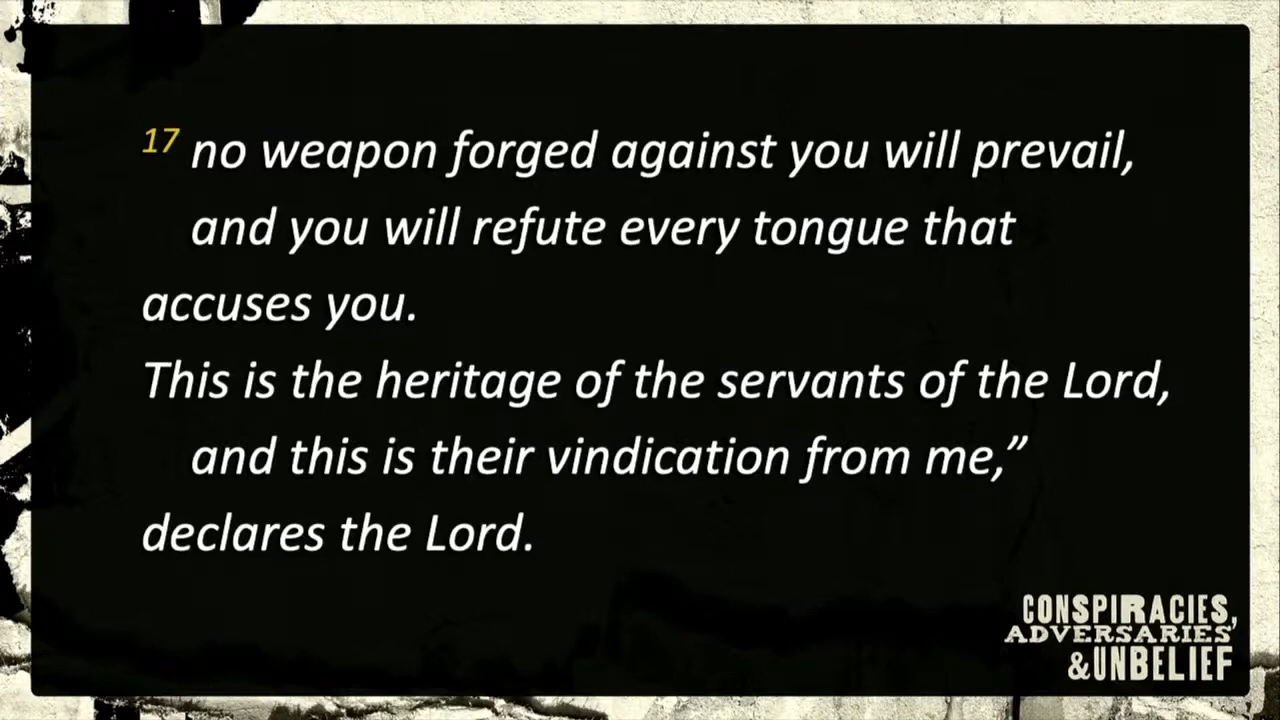 17 no weapon forged against you will prevail,
and you will refute every tongue that
accuses you.
This is the heritage of the servants of the Lord,
and this is their vindication from me,”
declares the Lord.
CONSPIRACIES,
ADVERSARIES
&UNBELIEF